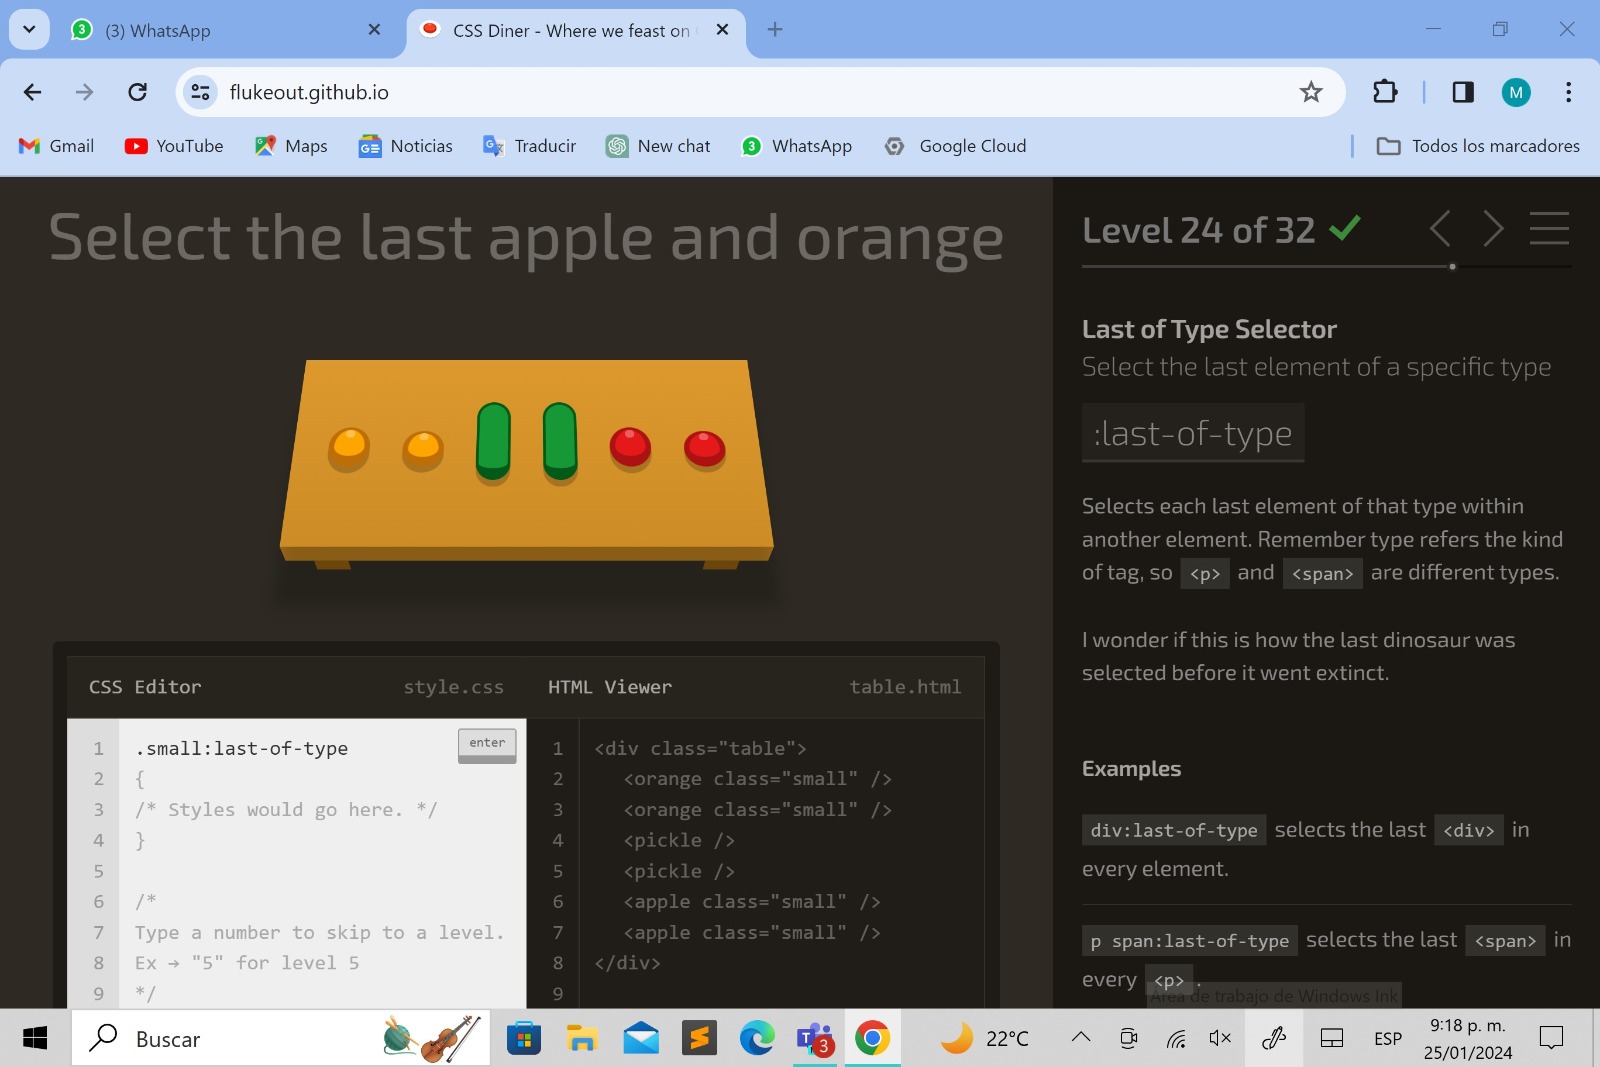 (3) WhatsApp
CSS Diner - Where we feast on
flukeout.github.io
M
Gmail
YouTube
Maps
Noticias
Traducir
New chat
3
WhatsApp
Google Cloud
Todos los marcadores
Select the last apple and orange
Level 24 of 32
Last of Type Selector
Select the last element of a specific type
:last-of-type
Selects each last element of that type within
another element. Remember type refers the kind
of tag, so <p> and <span> are different types.
I wonder if this is how the last dinosaur was
selected before it went extinct.
Examples
div:last-of-type selects the last <div> in
every element.
p span:last-of-type selects the last <span> in
every <p> .
Área de trabajo de Windows Ink
CSS Editor
style.css
HTML Viewer
table.html
enter
1 .small:last-of-type
2 {
3 /* Styles would go here. */
4 }
5
6 /*
7 Type a number to skip to a level.
8 Ex → "5" for level 5
9 */
1 <div class="table">
2 <orange class="small" />
3 <orange class="small" />
4 <pickle />
5 <pickle />
6 <apple class="small" />
7 <apple class="small" />
8 </div>
9
Buscar
3
22°C
ESP
9:18 p. m.
25/01/2024